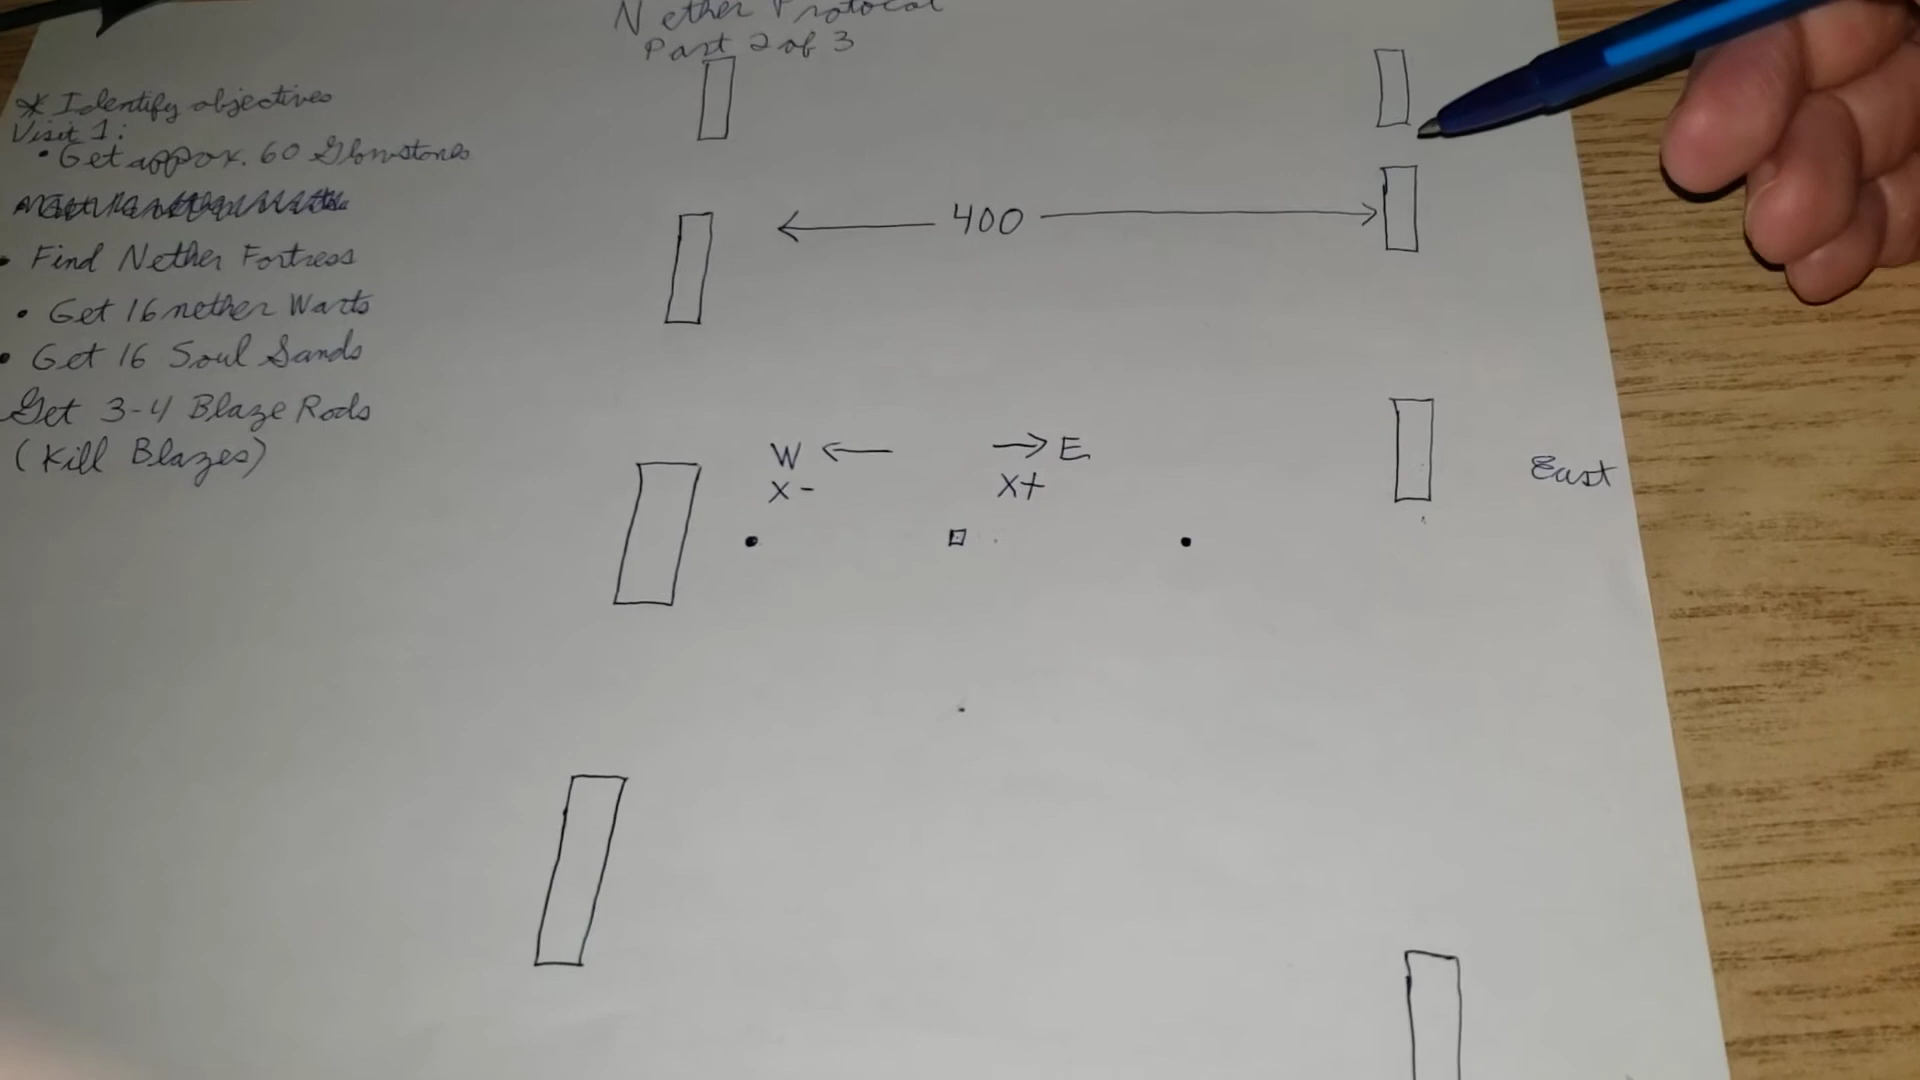 Nether Protocol
Part 2 of 3
* Identify objectives
Visit 1:
• Get approx. 60 Glowstones
• Find Nether Fortress
• Get 16 nether Warts
• Get 16 Soul Sands
Get 3-4 Blaze Rods
(Kill Blazes)
← 400 →
W ← → E
X- X+
East